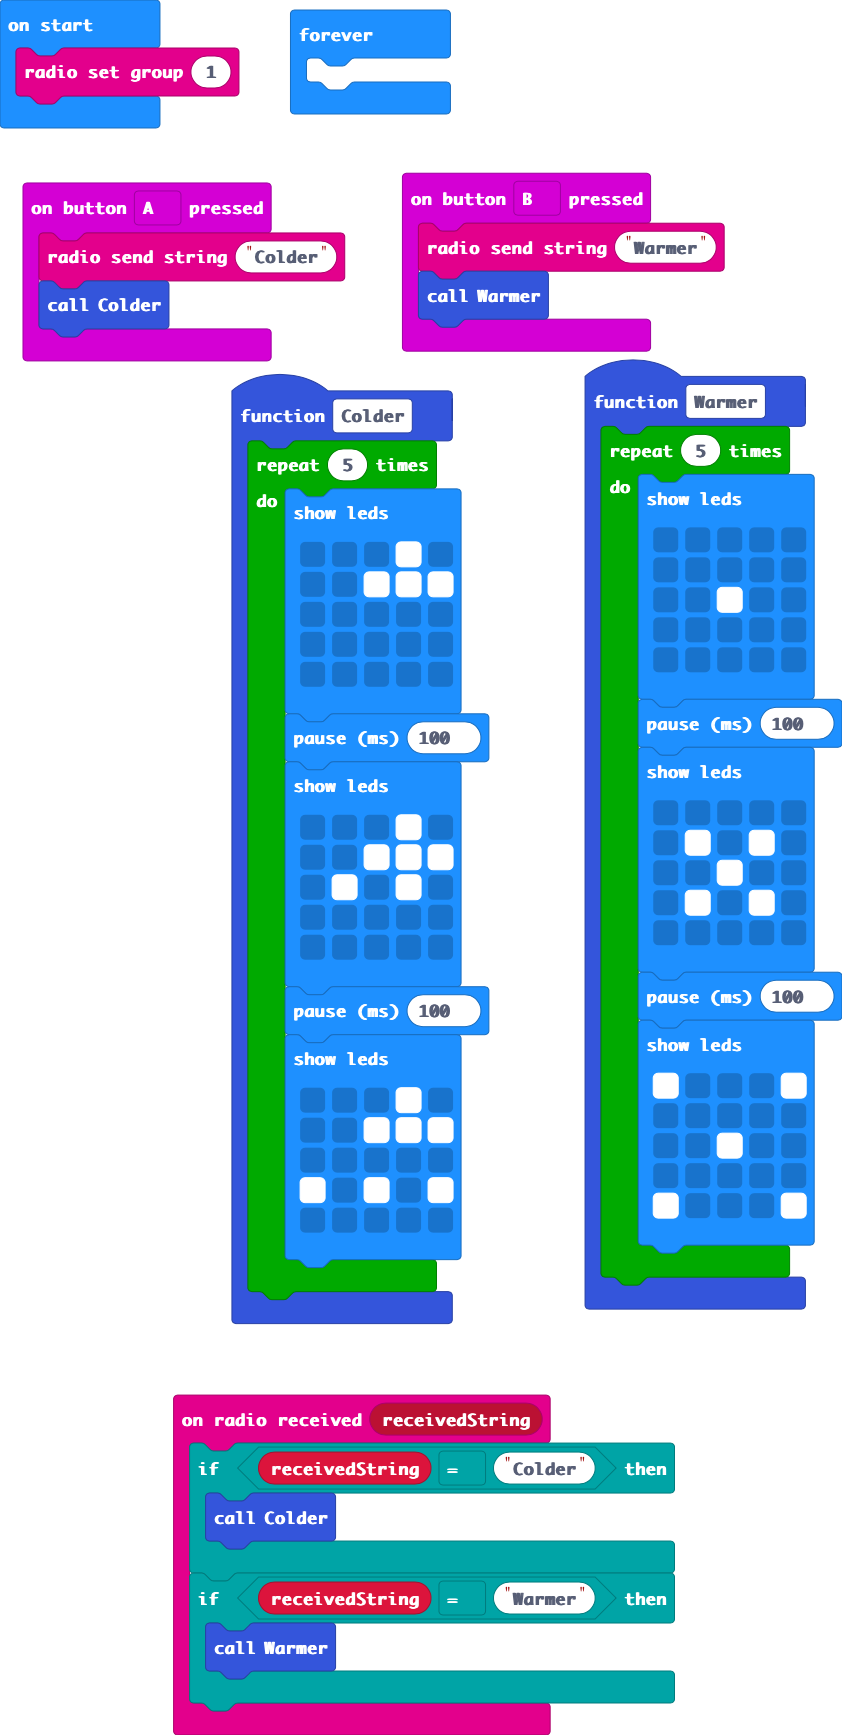 on start
radio set group 1
forever
on button A pressed
radio send string "Colder"
call Colder
on button B pressed
radio send string "Warmer"
call Warmer
function Colder
repeat 5 times
do
show leds
pause (ms) 100
show leds
pause (ms) 100
show leds
function Warmer
repeat 5 times
do
show leds
pause (ms) 100
show leds
pause (ms) 100
show leds
on radio received receivedString
if receivedString = "Colder" then
call Colder
if receivedString = "Warmer" then
call Warmer